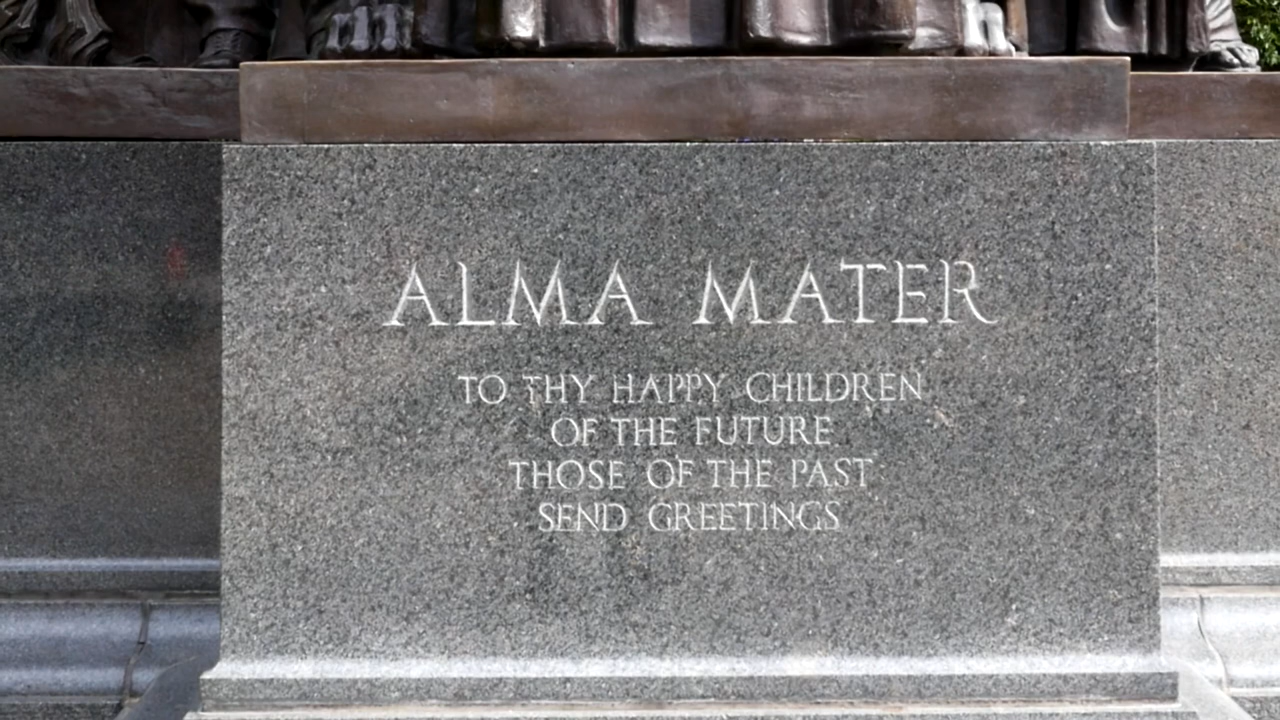 ALMA MATER
TO THY HAPPY CHILDREN
OF THE FUTURE
THOSE OF THE PAST
SEND GREETINGS